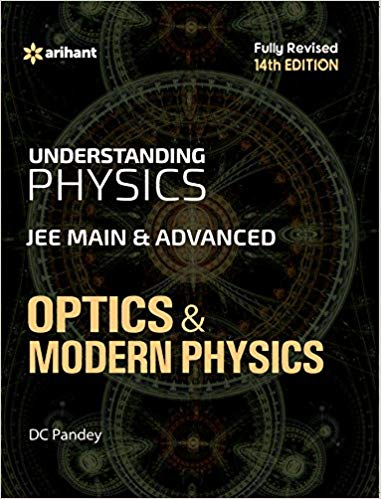 arihant
Fully Revised
14th EDITION
UNDERSTANDING
PHYSICS
JEE MAIN & ADVANCED
OPTICS &
MODERN PHYSICS
DC Pandey